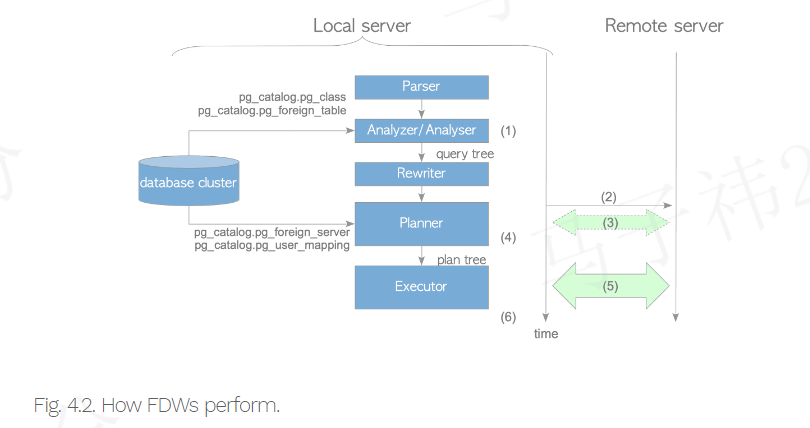 Local server
Remote server
Parser
pg_catalog.pg_class
pg_catalog.pg_foreign_table
Analyzer/Analyser
(1)
query tree
database cluster
Rewriter
(2)
Planner
(3)
pg_catalog.pg_foreign_server
pg_catalog.pg_user_mapping
(4)
plan tree
Executor
(5)
(6)
time
Fig. 4.2. How FDWs perform.